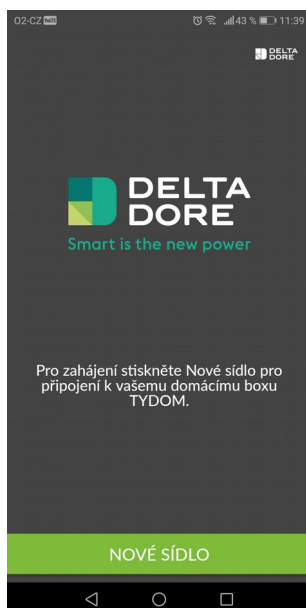 O2-CZ VoLTE 43 % 11:39
DELTA
DORE
DELTA
DORE
Smart is the new power
Pro zahájení stiskněte Nové sídlo pro
připojení k vašemu domácímu boxu
TYDOM.
NOVÉ SÍDLO